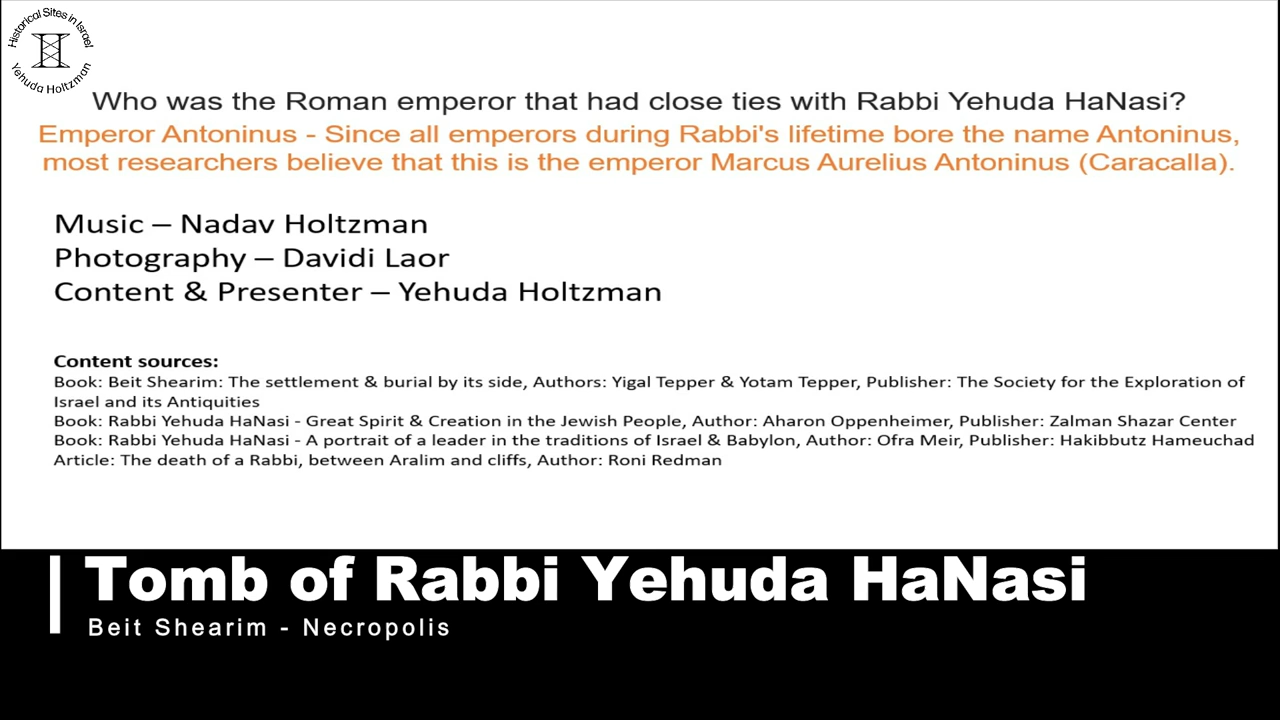 Historical Sites in Israel
Yehuda Holtzman
Who was the Roman emperor that had close ties with Rabbi Yehuda HaNasi?
Emperor Antoninus - Since all emperors during Rabbi's lifetime bore the name Antoninus,
most researchers believe that this is the emperor Marcus Aurelius Antoninus (Caracalla).
Music – Nadav Holtzman
Photography – Davidi Laor
Content & Presenter – Yehuda Holtzman
Content sources:
Book: Beit Shearim: The settlement & burial by its side, Authors: Yigal Tepper & Yotam Tepper, Publisher: The Society for the Exploration of
Israel and its Antiquities
Book: Rabbi Yehuda HaNasi - Great Spirit & Creation in the Jewish People, Author: Aharon Oppenheimer, Publisher: Zalman Shazar Center
Book: Rabbi Yehuda HaNasi - A portrait of a leader in the traditions of Israel & Babylon, Author: Ofra Meir, Publisher: Hakibbutz Hameuchad
Article: The death of a Rabbi, between Aralim and cliffs, Author: Roni Redman
Tomb of Rabbi Yehuda HaNasi
Beit Shearim - Necropolis